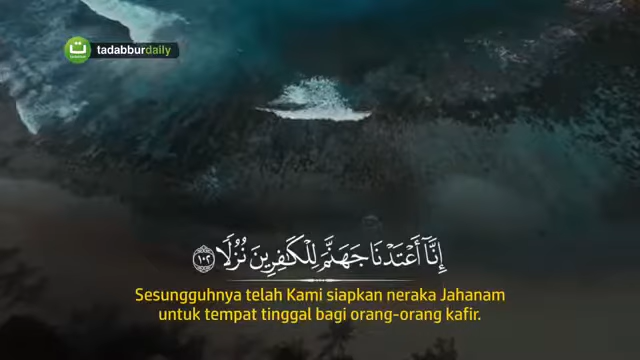 tadabburdaily
إِنَّآ أَعْتَدْنَا جَهَنَّمَ لِلْكَٰفِرِينَ نُزُلًا ١٠٢
Sesungguhnya telah Kami siapkan neraka Jahanam
untuk tempat tinggal bagi orang-orang kafir.